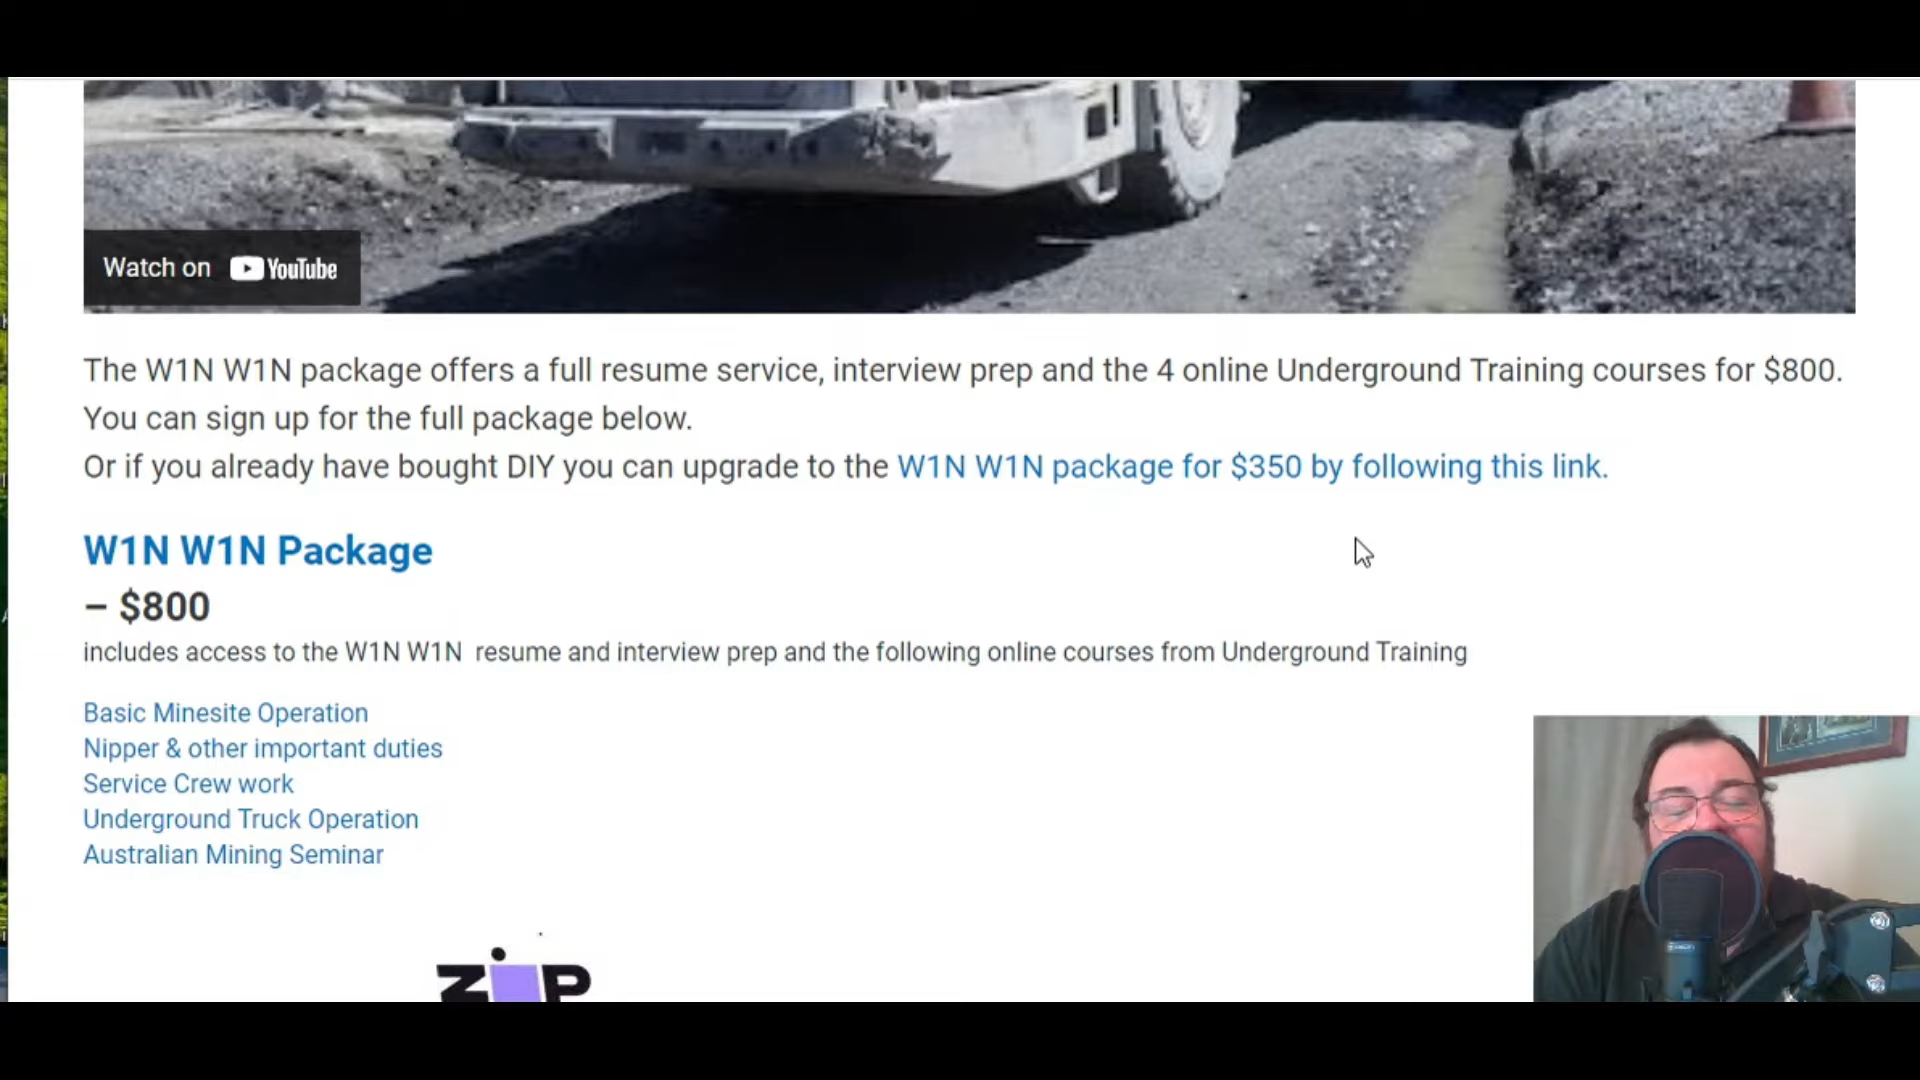 Watch on YouTube
The W1N W1N package offers a full resume service, interview prep and the 4 online Underground Training courses for $800.
You can sign up for the full package below.
Or if you already have bought DIY you can upgrade to the W1N W1N package for $350 by following this link.
W1N W1N Package
– $800
includes access to the W1N W1N resume and interview prep and the following online courses from Underground Training
Basic Minesite Operation
Nipper & other important duties
Service Crew work
Underground Truck Operation
Australian Mining Seminar
ZIP